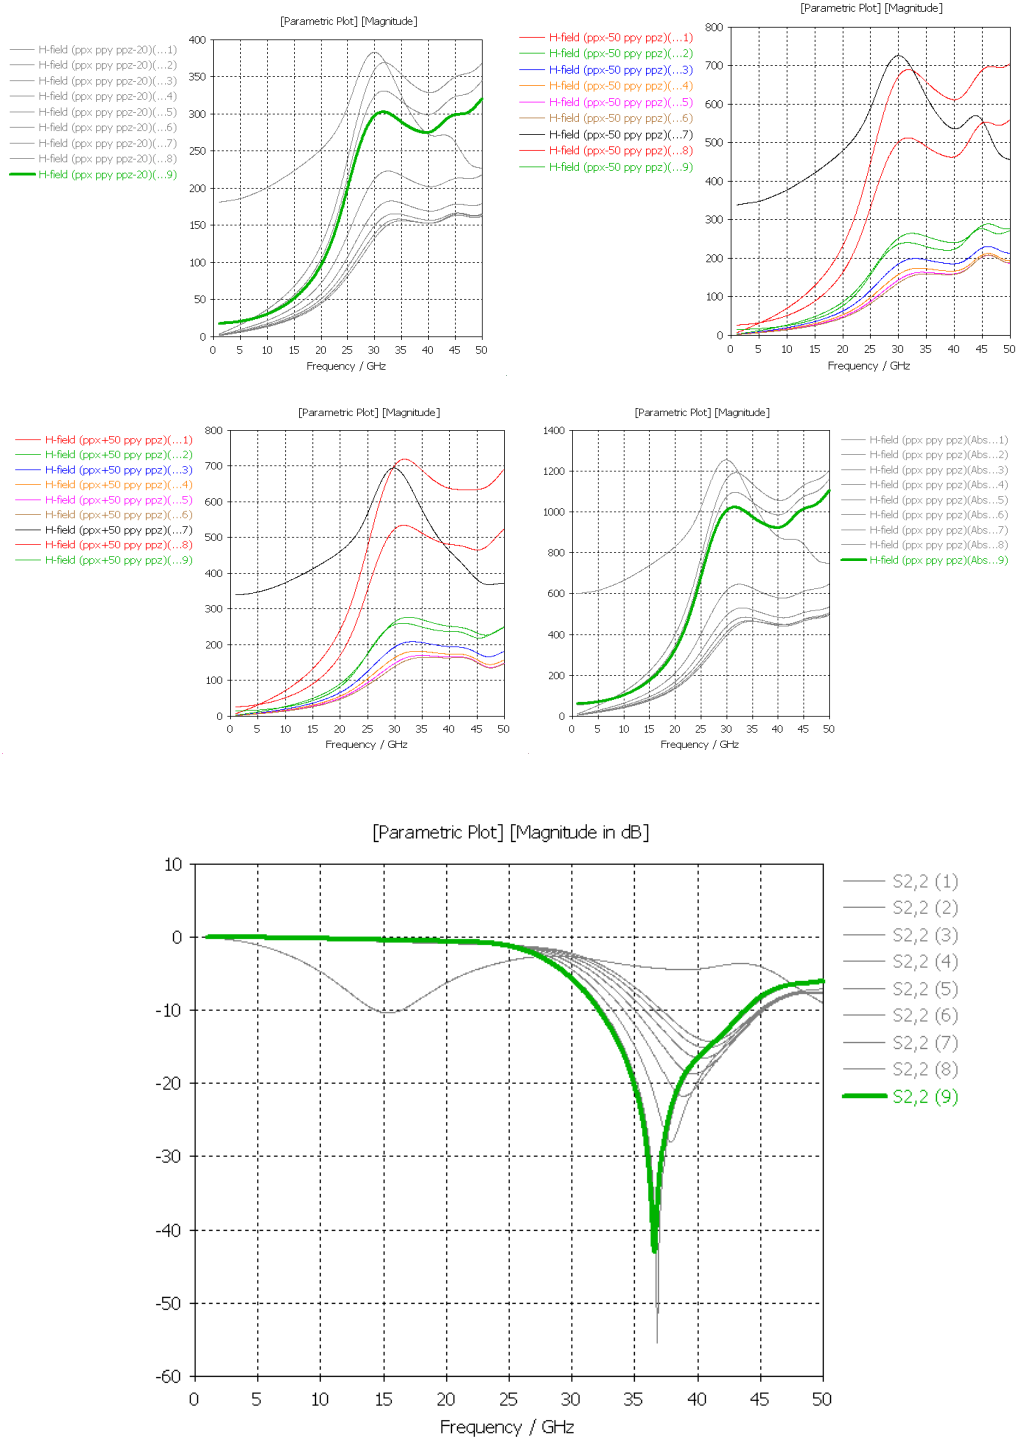 [Parametric Plot] [Magnitude]
H-field (ppx ppy ppz-20)(...1)
H-field (ppx ppy ppz-20)(...2)
H-field (ppx ppy ppz-20)(...3)
H-field (ppx ppy ppz-20)(...4)
H-field (ppx ppy ppz-20)(...5)
H-field (ppx ppy ppz-20)(...6)
H-field (ppx ppy ppz-20)(...7)
H-field (ppx ppy ppz-20)(...8)
H-field (ppx ppy ppz-20)(...9)
400
350
300
250
200
150
100
50
0
0 5 10 15 20 25 30 35 40 45 50
Frequency / GHz
[Parametric Plot] [Magnitude]
H-field (ppx-50 ppy ppz)(...1)
H-field (ppx-50 ppy ppz)(...2)
H-field (ppx-50 ppy ppz)(...3)
H-field (ppx-50 ppy ppz)(...4)
H-field (ppx-50 ppy ppz)(...5)
H-field (ppx-50 ppy ppz)(...6)
H-field (ppx-50 ppy ppz)(...7)
H-field (ppx-50 ppy ppz)(...8)
H-field (ppx-50 ppy ppz)(...9)
800
700
600
500
400
300
200
100
0
0 5 10 15 20 25 30 35 40 45 50
Frequency / GHz
[Parametric Plot] [Magnitude]
H-field (ppx+50 ppy ppz)(...1)
H-field (ppx+50 ppy ppz)(...2)
H-field (ppx+50 ppy ppz)(...3)
H-field (ppx+50 ppy ppz)(...4)
H-field (ppx+50 ppy ppz)(...5)
H-field (ppx+50 ppy ppz)(...6)
H-field (ppx+50 ppy ppz)(...7)
H-field (ppx+50 ppy ppz)(...8)
H-field (ppx+50 ppy ppz)(...9)
800
700
600
500
400
300
200
100
0
0 5 10 15 20 25 30 35 40 45 50
Frequency / GHz
[Parametric Plot] [Magnitude]
1400
1200
1000
800
600
400
200
0
0 5 10 15 20 25 30 35 40 45 50
Frequency / GHz
H-field (ppx ppy ppz)(Abs...1)
H-field (ppx ppy ppz)(Abs...2)
H-field (ppx ppy ppz)(Abs...3)
H-field (ppx ppy ppz)(Abs...4)
H-field (ppx ppy ppz)(Abs...5)
H-field (ppx ppy ppz)(Abs...6)
H-field (ppx ppy ppz)(Abs...7)
H-field (ppx ppy ppz)(Abs...8)
H-field (ppx ppy ppz)(Abs...9)
[Parametric Plot] [Magnitude in dB]
10
0
-10
-20
-30
-40
-50
-60
0 5 10 15 20 25 30 35 40 45 50
Frequency / GHz
S2,2 (1)
S2,2 (2)
S2,2 (3)
S2,2 (4)
S2,2 (5)
S2,2 (6)
S2,2 (7)
S2,2 (8)
S2,2 (9)